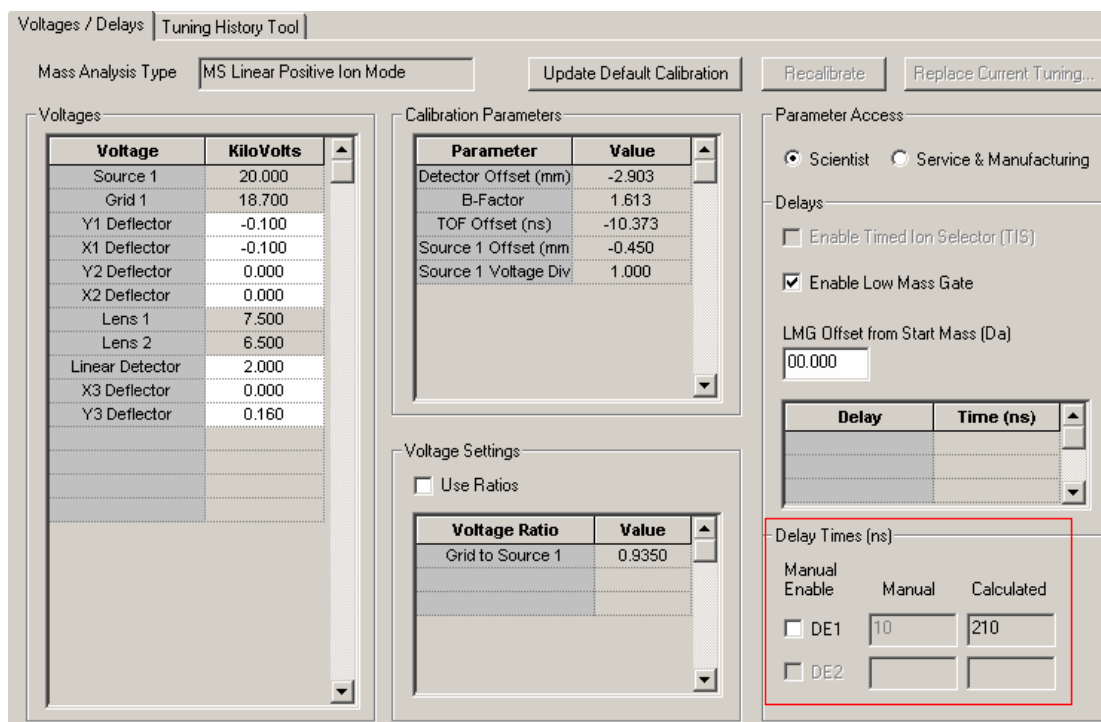 Voltages / Delays Tuning History Tool
Mass Analysis Type MS Linear Positive Ion Mode Update Default Calibration Recalibrate Replace Current Tuning...
Voltages
Voltage KiloVolts
Source 1 20.000
Grid 1 18.700
Y1 Deflector -0.100
X1 Deflector -0.100
Y2 Deflector 0.000
X2 Deflector 0.000
Lens 1 7.500
Lens 2 6.500
Linear Detector 2.000
X3 Deflector 0.000
Y3 Deflector 0.160
Calibration Parameters
Parameter Value
Detector Offset (mm) -2.903
B-Factor 1.613
TOF Offset (ns) -10.373
Source 1 Offset (mm -0.450
Source 1 Voltage Div 1.000
Voltage Settings
Use Ratios
Voltage Ratio Value
Grid to Source 1 0.9350
Parameter Access
Scientist Service & Manufacturing
Delays
Enable Timed Ion Selector (TIS)
Enable Low Mass Gate
LMG Offset from Start Mass (Da)
00.000
Delay Time (ns)
Delay Times (ns)
Manual
Enable Manual Calculated
DE1 10 210
DE2